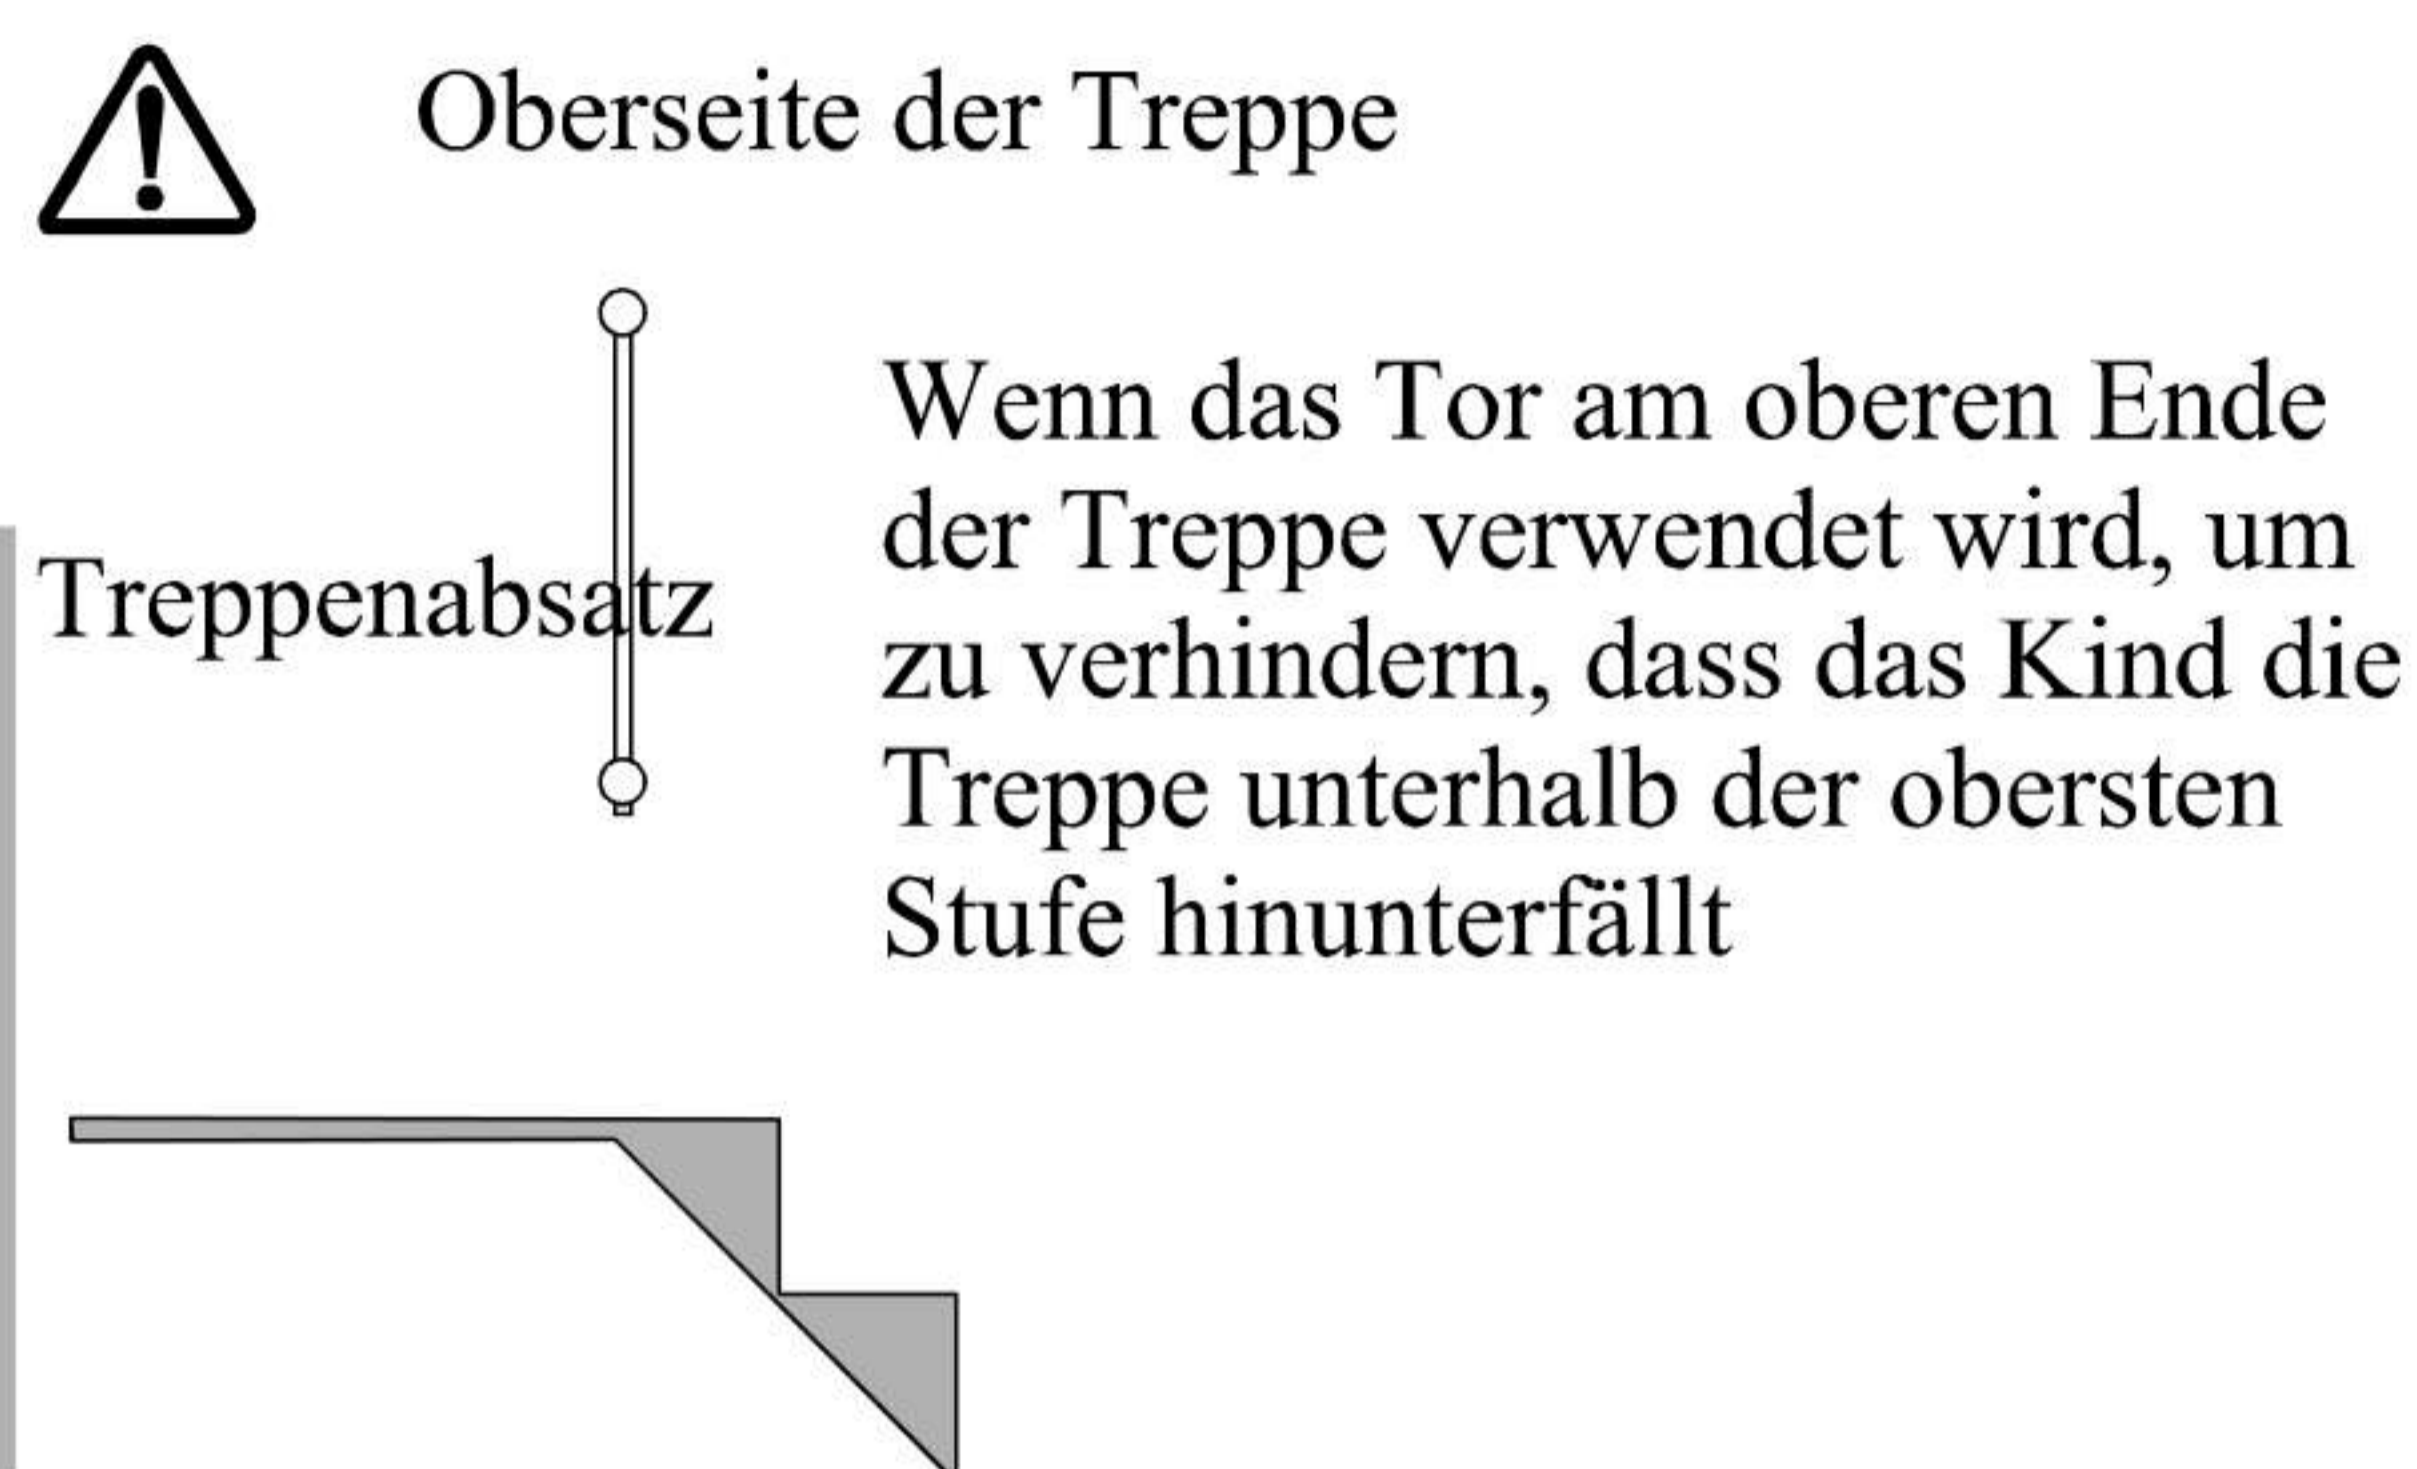 Oberseite der Treppe
Treppenabsatz
Wenn das Tor am oberen Ende
der Treppe verwendet wird, um
zu verhindern, dass das Kind die
Treppe unterhalb der obersten
Stufe hinunterfällt